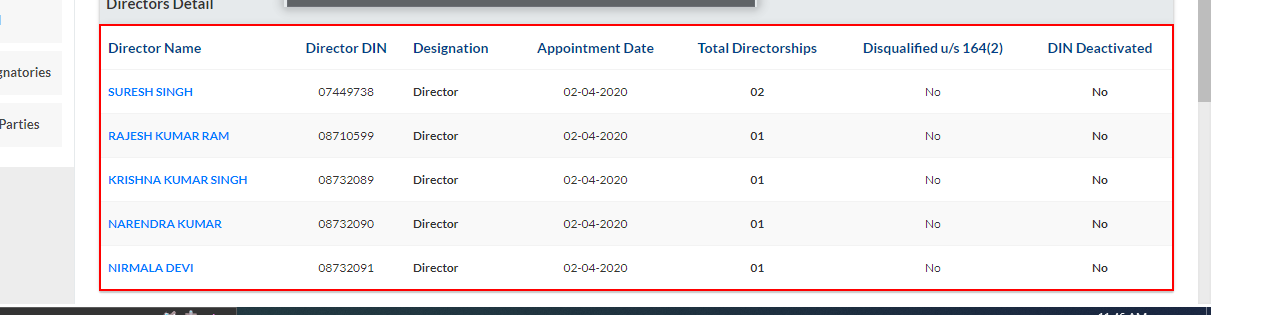 Directors Detail
Director Name Director DIN Designation Appointment Date Total Directorships Disqualified u/s 164(2) DIN Deactivated
SURESH SINGH 07449738 Director 02-04-2020 02 No No
gnatories
RAJESH KUMAR RAM 08710599 Director 02-04-2020 01 No No
Parties
KRISHNA KUMAR SINGH 08732089 Director 02-04-2020 01 No No
NARENDRA KUMAR 08732090 Director 02-04-2020 01 No No
NIRMALA DEVI 08732091 Director 02-04-2020 01 No No